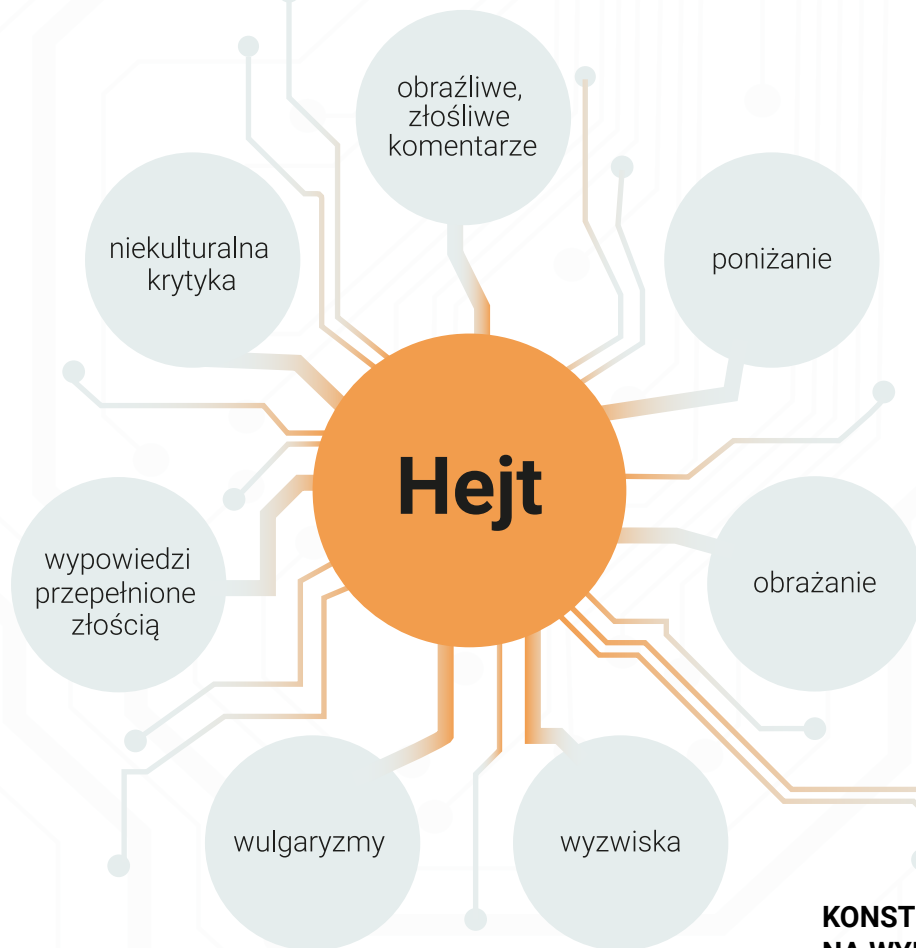 obraźliwe,
złośliwe
komentarze
niekulturalna
krytyka
poniżanie
Hejt
wypowiedzi
przepełnione
złością
obrażanie
wulgaryzmy
wyzwiska
KONST